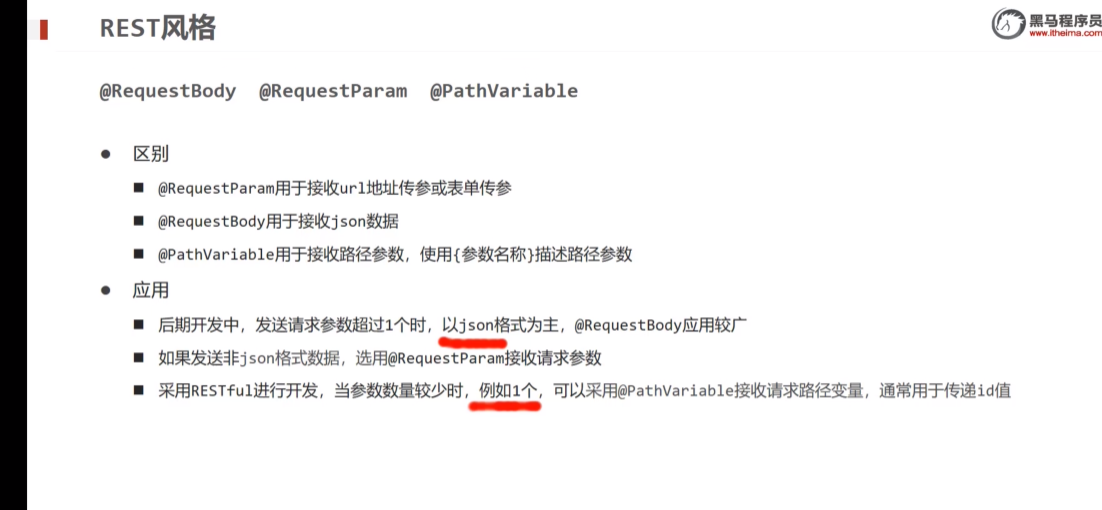 REST风格
黑马程序员
www.itheima.com
@RequestBody @RequestParam @PathVariable
区别
@RequestParam用于接收url地址传参或表单传参
@RequestBody用于接收json数据
@PathVariable用于接收路径参数，使用{参数名称}描述路径参数
应用
后期开发中，发送请求参数超过1个时，以json格式为主，@RequestBody应用较广
如果发送非json格式数据，选用@RequestParam接收请求参数
采用RESTful进行开发，当参数数量较少时，例如1个，可以采用@PathVariable接收请求路径变量，通常用于传递id值